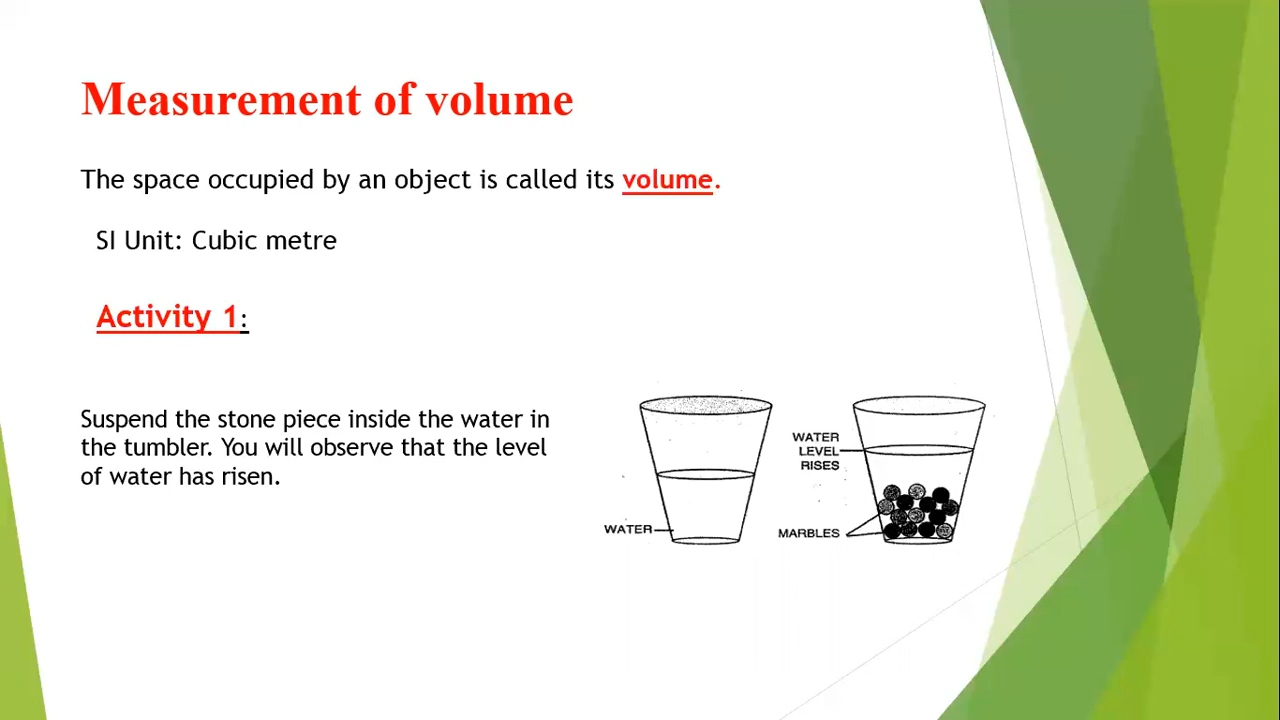 Measurement of volume
The space occupied by an object is called its volume.
SI Unit: Cubic metre
Activity 1:
Suspend the stone piece inside the water in
the tumbler. You will observe that the level
of water has risen.
WATER
WATER
LEVEL
RISES
MARBLES